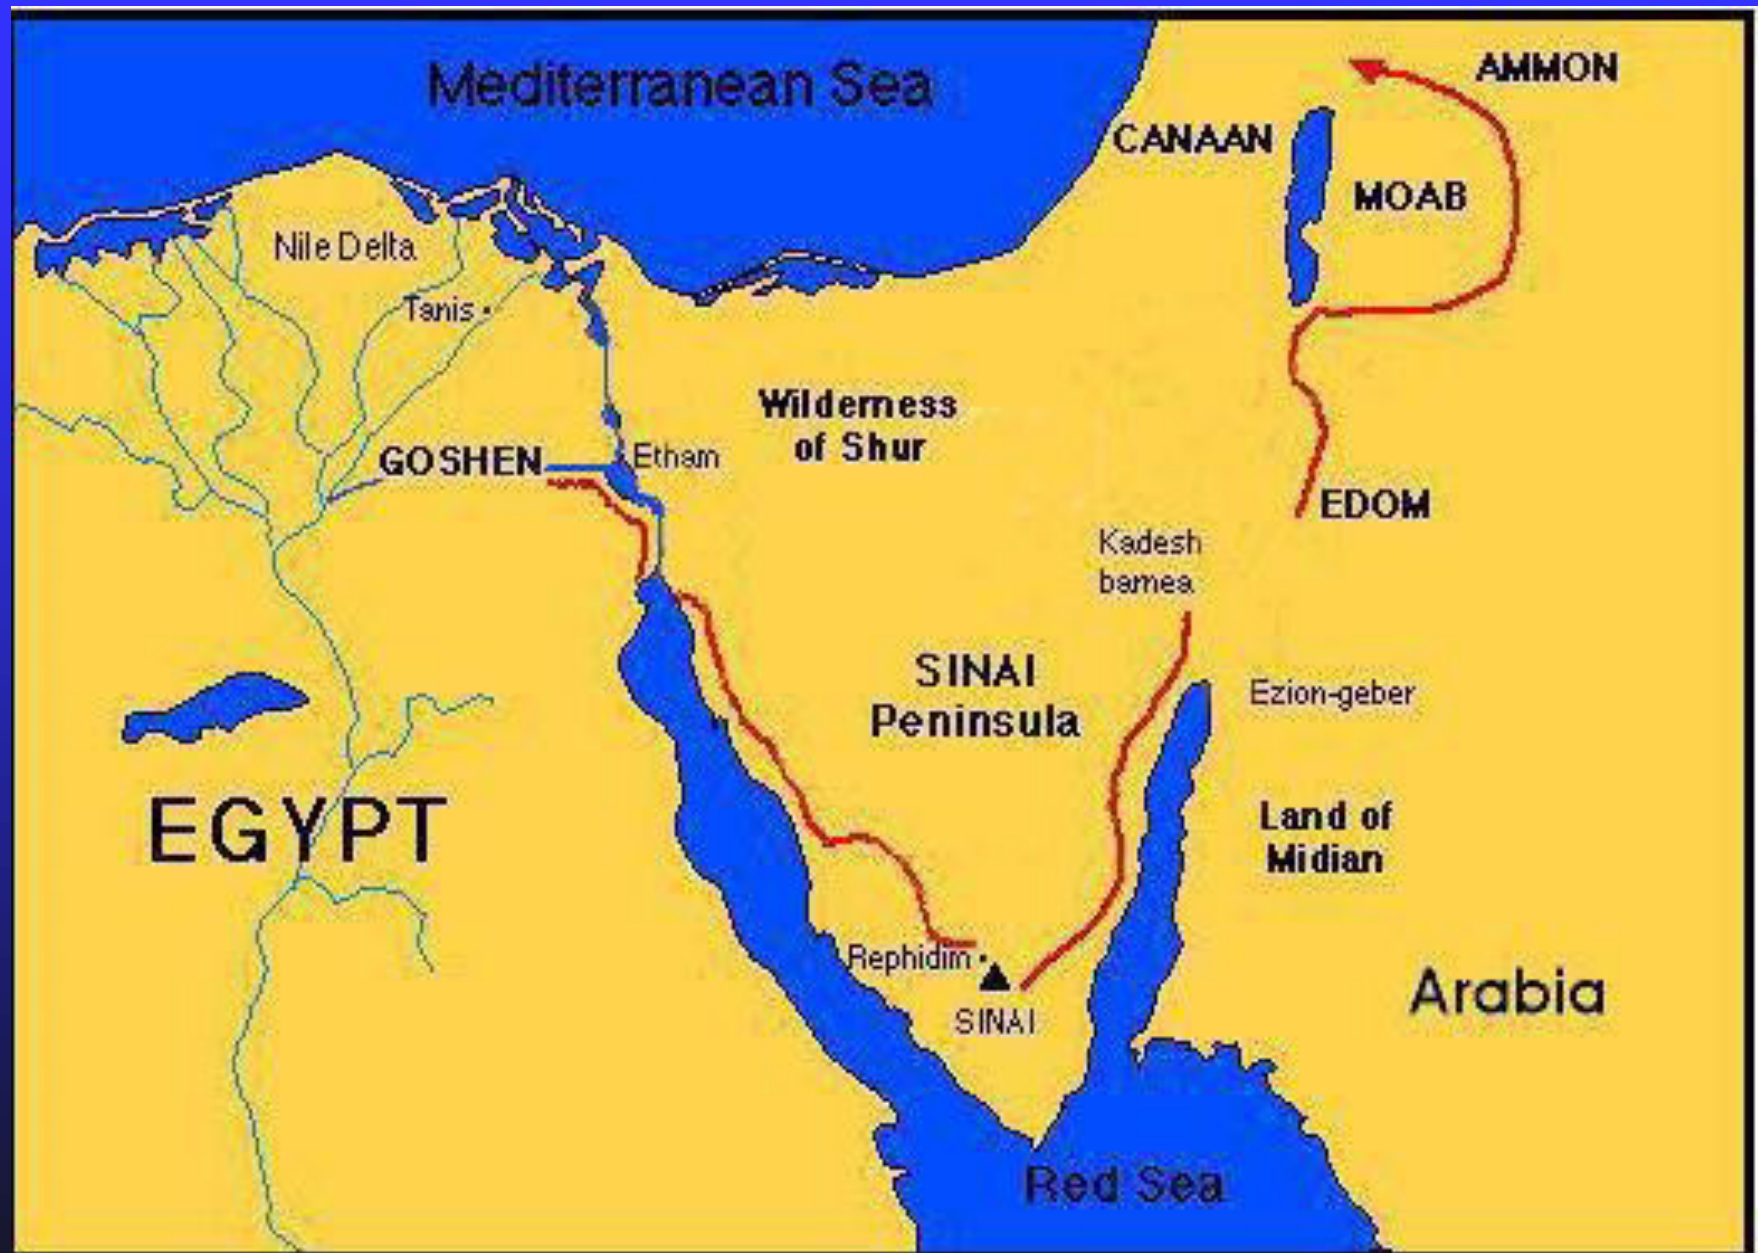 Mediterranean Sea
AMMON
CANAAN
MOAB
Nile Delta
Tanis
Wilderness
of Shur
GOSHEN
Etham
EDOM
Kadesh
barnea
SINAI
Peninsula
Ezion-geber
EGYPT
Land of
Midian
Rephidim
Arabia
SINAI
Red Sea